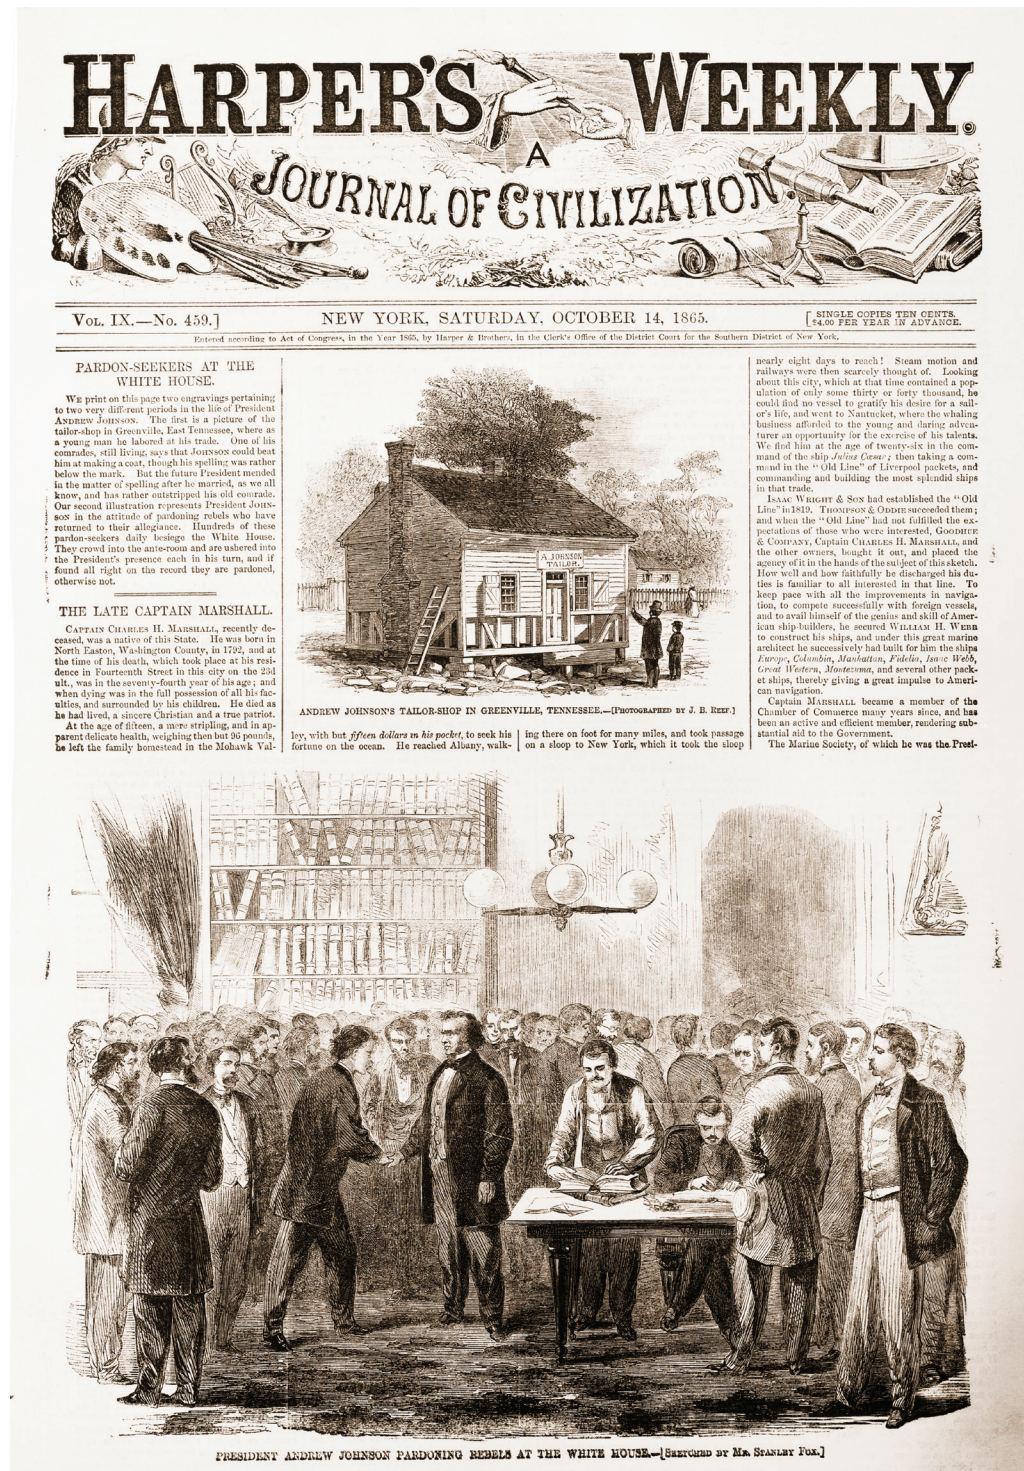 HARPER'S WEEKLY.
A
JOURNAL OF CIVILIZATION.
VOL. IX.—No. 459.]
NEW YORK, SATURDAY, OCTOBER 14, 1865.
[SINGLE COPIES TEN CENTS.
$4.00 PER YEAR IN ADVANCE.
Entered according to Act of Congress, in the Year 1865, by Harper & Brothers, in the Clerk's Office of the District Court for the Southern District of New York.
PARDON-SEEKERS AT THE
WHITE HOUSE.
WE print on this page two engravings pertaining
to two very different periods in the life of President
ANDREW JOHNSON. The first is a picture of the
tailor-shop in Greenville, East Tennessee, where as
a young man he labored at his trade. One of his
comrades, still living, says that JOHNSON could beat
him at making a coat, though his spelling was rather
below the mark. But the future President mended
in the matter of spelling after he married, as we all
know, and has rather outstripped his old comrade.
Our second illustration represents President JOHN-
SON in the attitude of pardoning rebels who have
returned to their allegiance. Hundreds of these
pardon-seekers daily besiege the White House.
They crowd into the ante-room and are ushered into
the President's presence each in his turn, and if
found all right on the record they are pardoned,
otherwise not.
THE LATE CAPTAIN MARSHALL.
CAPTAIN CHARLES H. MARSHALL, recently de-
ceased, was a native of this State. He was born in
North Easton, Washington County, in 1792, and at
the time of his death, which took place at his resi-
dence in Fourteenth Street in this city on the 23d
ult., was in the seventy-fourth year of his age; and
when dying was in the full possession of all his fac-
ulties, and surrounded by his children. He died as
he had lived, a sincere Christian and a true patriot.
At the age of fifteen, a mere stripling, and in ap-
parent delicate health, weighing then but 96 pounds,
he left the family homestead in the Mohawk Val-
A. JOHNSON
TAILOR.
ANDREW JOHNSON'S TAILOR-SHOP IN GREENVILLE, TENNESSEE.—[PHOTOGRAPHED BY J. B. REEF.]
ley, with but fifteen dollars in his pocket, to seek his
fortune on the ocean. He reached Albany, walk-
ing there on foot for many miles, and took passage
on a sloop to New York, which it took the sloop
nearly eight days to reach! Steam motion and
railways were then scarcely thought of. Looking
about this city, which at that time contained a pop-
ulation of only some thirty or forty thousand, he
could find no vessel to gratify his desire for a sail-
or's life, and went to Nantucket, where the whaling
business afforded to the young and daring adven-
turer an opportunity for the exercise of his talents.
We find him at the age of twenty-six in the com-
mand of the ship Julius Cæsar; then taking a com-
mand in the "Old Line" of Liverpool packets, and
commanding and building the most splendid ships
in that trade.
ISAAC WRIGHT & SON had established the "Old
Line" in 1819. THOMPSON & ODDIE succeeded them;
and when the "Old Line" had not fulfilled the ex-
pectations of those who were interested, GOODHUE
& COMPANY, Captain CHARLES H. MARSHALL, and
the other owners, bought it out, and placed the
agency of it in the hands of the subject of this sketch.
How well and how faithfully he discharged his du-
ties is familiar to all interested in that line. To
keep pace with all the improvements in naviga-
tion, to compete successfully with foreign vessels,
and to avail himself of the genius and skill of Amer-
ican ship-builders, he secured WILLIAM H. WEBB
to construct his ships, and under this great marine
architect he successively had built for him the ships
Europe, Columbia, Manhattan, Fidelia, Isaac Webb,
Great Western, Montezuma, and several other pack-
et ships, thereby giving a great impulse to Ameri-
can navigation.
Captain MARSHALL became a member of the
Chamber of Commerce many years since, and has
been an active and efficient member, rendering sub-
stantial aid to the Government.
The Marine Society, of which he was the Presi-
PRESIDENT ANDREW JOHNSON PARDONING REBELS AT THE WHITE HOUSE.—[SKETCHED BY MR. STANLEY FOX.]